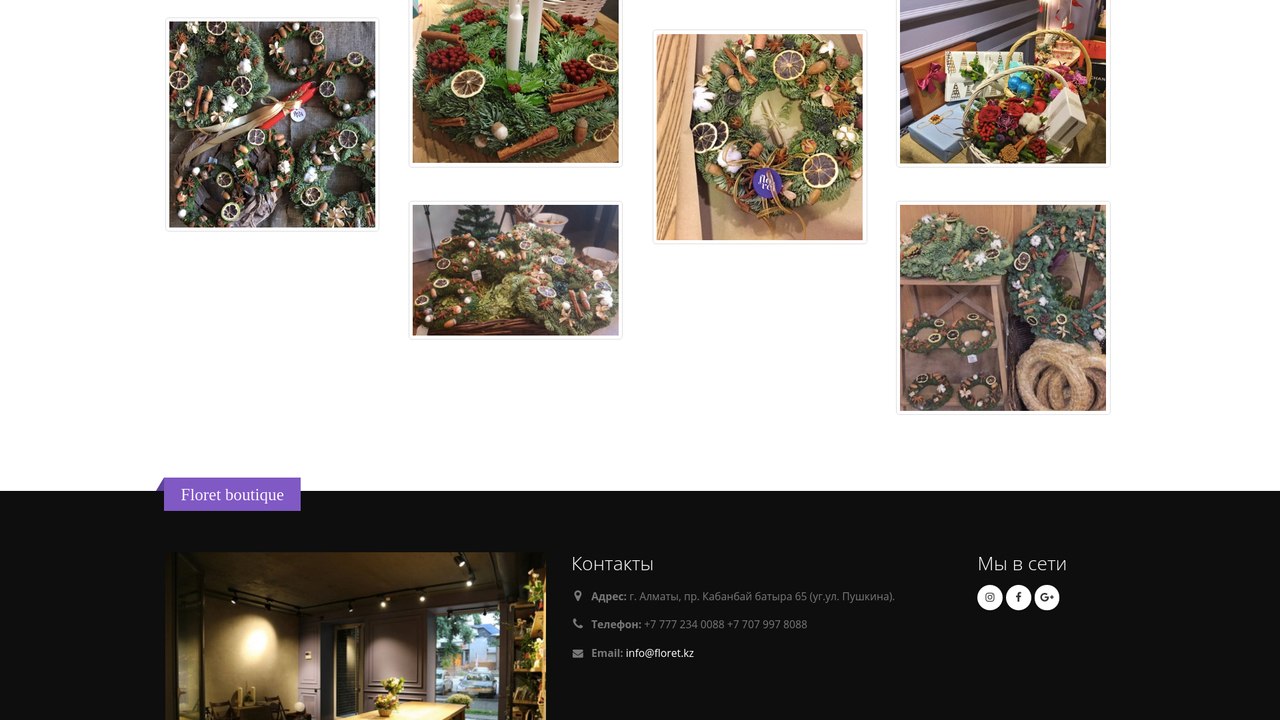 Floret boutique
Контакты
Адрес: г. Алматы, пр. Кабанбай батыра 65 (уг.ул. Пушкина).
Телефон: +7 777 234 0088 +7 707 997 8088
Email: info@floret.kz
Мы в сети